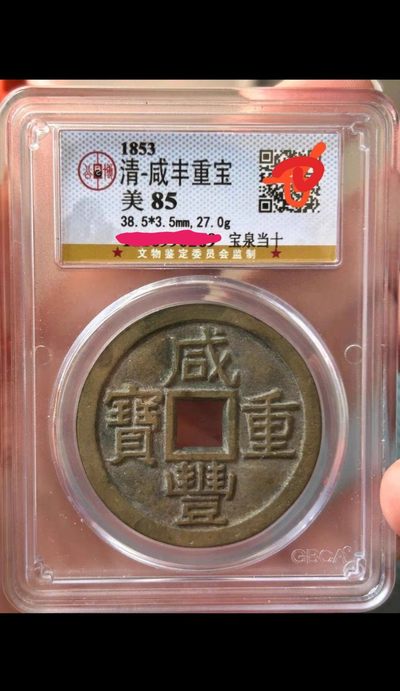 1853
清-咸丰重宝
美 85
38.5*3.5mm,27.0g
宝泉当十
★ 文物鉴定委员会监制 ★
咸
寶 重
豐
GBCA